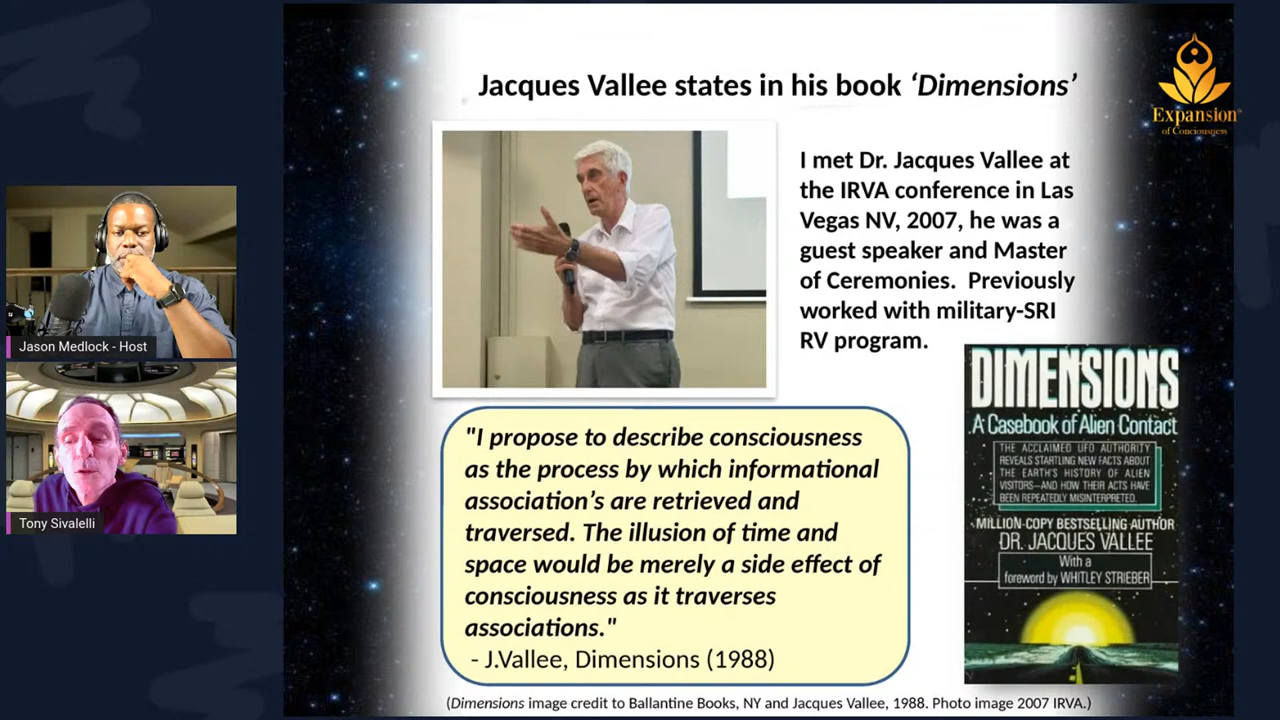 Jacques Vallee states in his book ‘Dimensions’
Expansion
of Conciousness
I met Dr. Jacques Vallee at
the IRVA conference in Las
Vegas NV, 2007, he was a
guest speaker and Master
of Ceremonies.  Previously
worked with military-SRI
RV program.
Jason Medlock - Host
Tony Sivalelli
"I propose to describe consciousness
as the process by which informational
association’s are retrieved and
traversed. The illusion of time and
space would be merely a side effect of
consciousness as it traverses
associations."
- J.Vallee, Dimensions (1988)
DIMENSIONS
A Casebook of Alien Contact
THE ACCLAIMED UFO AUTHORITY
REVEALS STARTLING NEW FACTS ABOUT
THE EARTH'S HISTORY OF ALIEN
VISITORS—AND HOW THEIR ACTS HAVE
BEEN REPEATEDLY MISINTERPRETED.
MILLION-COPY BESTSELLING AUTHOR
DR. JACQUES VALLEE
With a
foreword by WHITLEY STRIEBER
(Dimensions image credit to Ballantine Books, NY and Jacques Vallee, 1988. Photo image 2007 IRVA.)